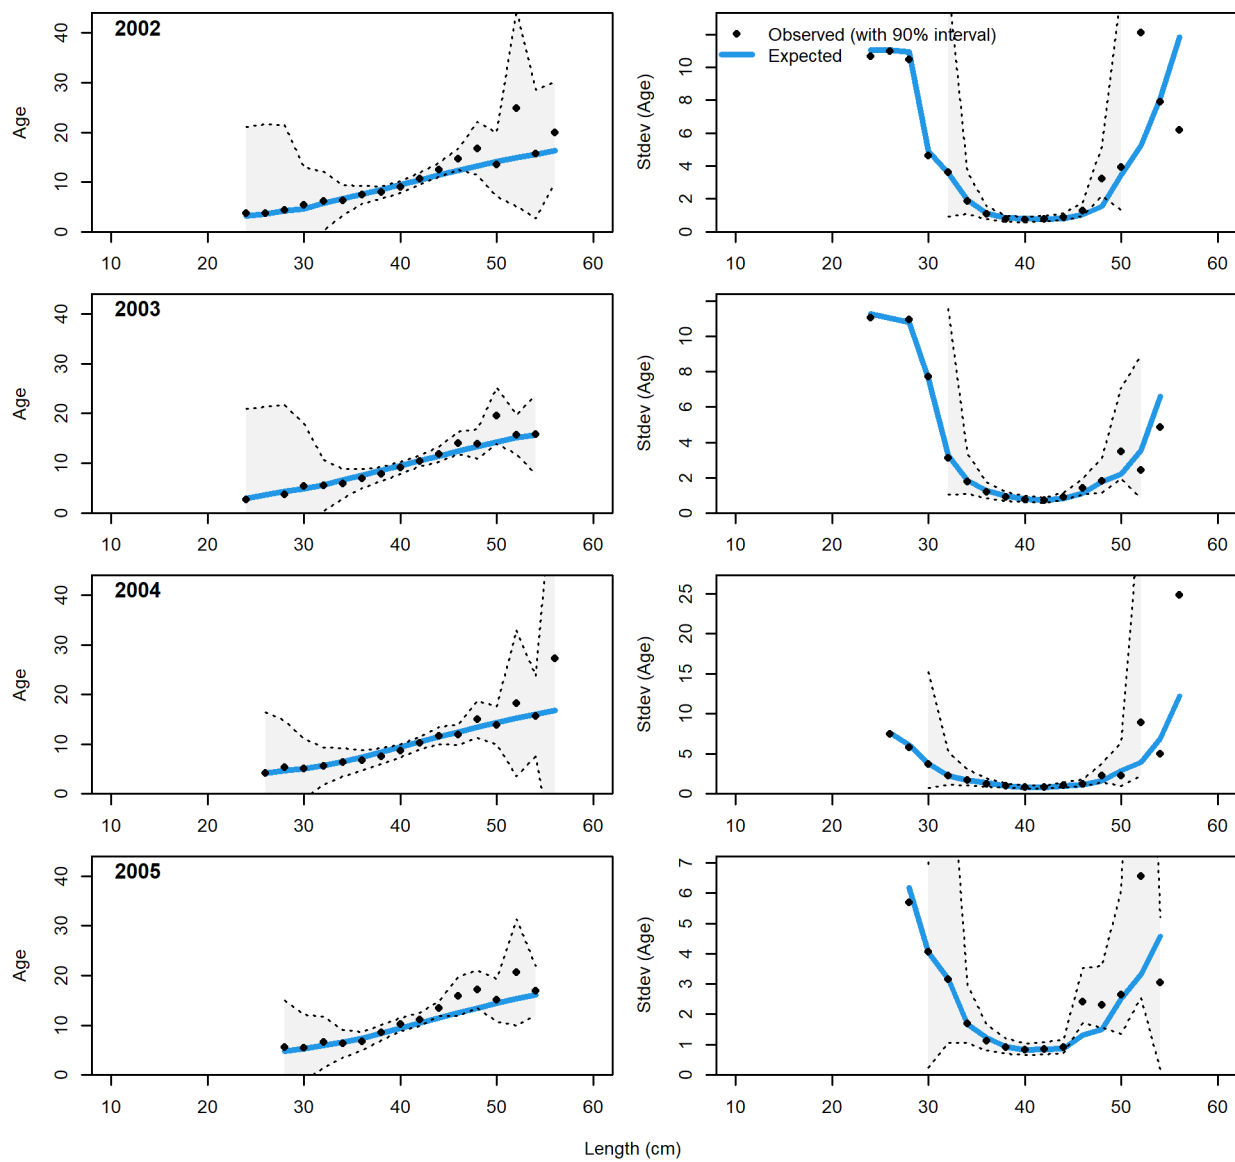 2002
Age
0 10 20 30 40
10 20 30 40 50 60
Observed (with 90% interval)
Expected
Stdev (Age)
0 2 4 6 8 10
10 20 30 40 50 60
2003
Age
0 10 20 30 40
10 20 30 40 50 60
Stdev (Age)
0 2 4 6 8 10
10 20 30 40 50 60
2004
Age
0 10 20 30 40
10 20 30 40 50 60
Stdev (Age)
0 5 10 15 20 25
10 20 30 40 50 60
2005
Age
0 10 20 30 40
10 20 30 40 50 60
Stdev (Age)
0 1 2 3 4 5 6 7
10 20 30 40 50 60
Length (cm)